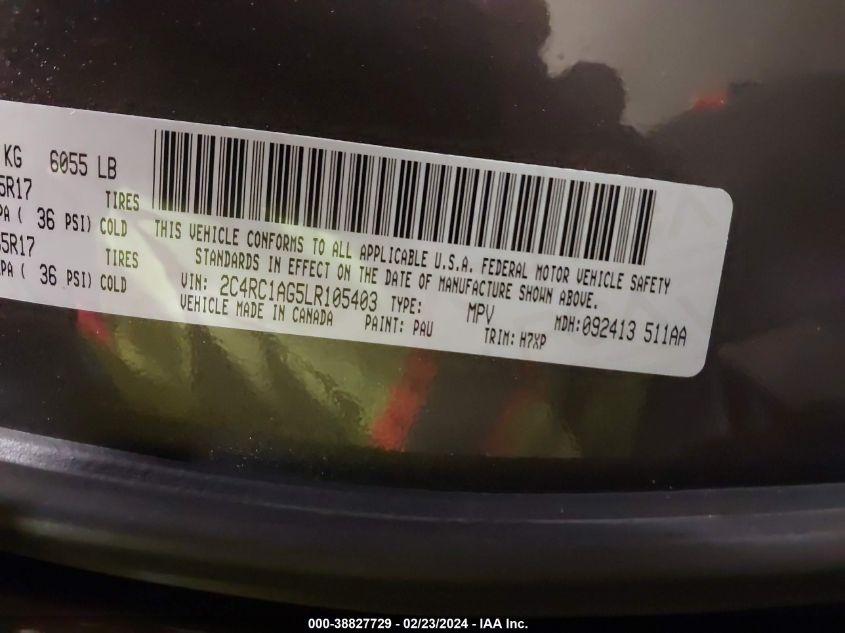 KG 6055 LB
5R17 TIRES
PA ( 36 PSI) COLD
5R17 TIRES
PA ( 36 PSI) COLD
THIS VEHICLE CONFORMS TO ALL APPLICABLE U.S.A. FEDERAL MOTOR VEHICLE SAFETY
STANDARDS IN EFFECT ON THE DATE OF MANUFACTURE SHOWN ABOVE.
VIN: 2C4RC1AG5LR105403 TYPE: MPV MDH:092413 511AA
VEHICLE MADE IN CANADA PAINT: PAU TRIM: H7XP
000-38827729 - 02/23/2024 - IAA Inc.